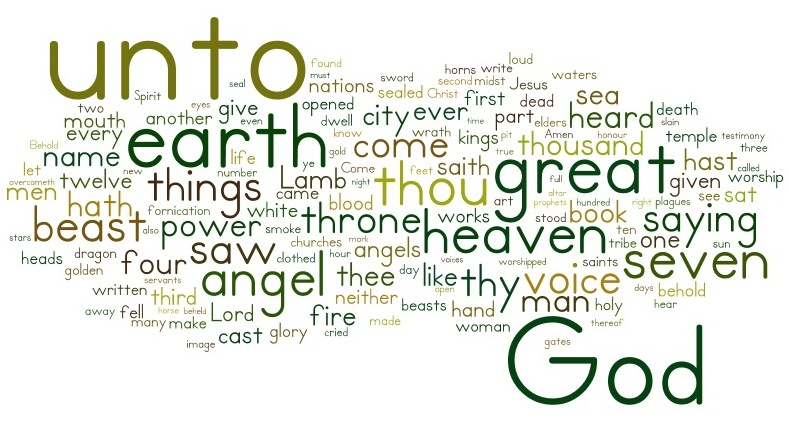 unto
found
must
loud
horns write
nations
sword
second midst
Jesus
waters
Spirit
seal
sealed Christ
sea
two
eyes
give
opened
first
dead
mouth another
even
dwell
city ever
time
part elders
heard
death
slain
every
earth
know
wrath
kings pit
Amen
honour
temple testimony
Behold
name
gold
come
true
thousand
three
let
new
life
ye
Come
saith
great
hast
called
overcometh
twelve
number
Lamb
right
feet
full
given
worship
men
things
came
thou
altar
see sat
hath
fornication
blood
art
prophets
hundred
right plagues
beast
also
power
white
throne
works
stood
book
saying
stars
smoke
heaven
ten
heads
dragon
saw
churches
mark
tribe one
sun
golden
four
clothed
hour
angels
voices
worshipped
saints
seven
servants
angel
thee
day
like
thy
voice
written
third
open
days
behold
neither
beasts
hand
man
holy
hear
away fell
horse
beheld
Lord
fire
made
many make
cast
glory
cried
woman
thereof
image
God
gates